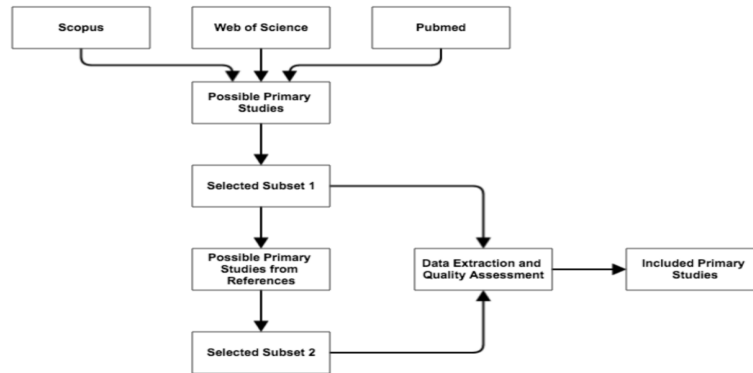 Scopus
Web of Science
Pubmed
Possible Primary
Studies
Selected Subset 1
Possible Primary
Studies from
References
Data Extraction and
Quality Assessment
Included Primary
Studies
Selected Subset 2